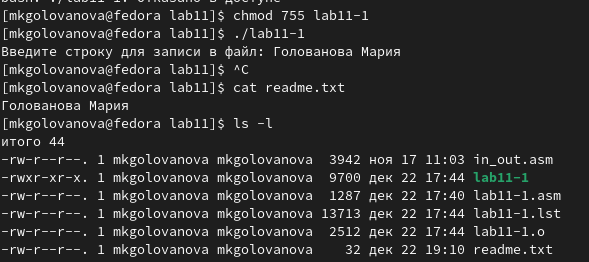 bash: ./lab11-1: Отказано в доступе
[mkgolovanova@fedora lab11]$ chmod 755 lab11-1
[mkgolovanova@fedora lab11]$ ./lab11-1
Введите строку для записи в файл: Голованова Мария
[mkgolovanova@fedora lab11]$ ^C
[mkgolovanova@fedora lab11]$ cat readme.txt
Голованова Мария
[mkgolovanova@fedora lab11]$ ls -l
итого 44
-rw-r--r--. 1 mkgolovanova mkgolovanova  3942 ноя 17 11:03 in_out.asm
-rwxr-xr-x. 1 mkgolovanova mkgolovanova  9700 дек 22 17:44 lab11-1
-rw-r--r--. 1 mkgolovanova mkgolovanova  1287 дек 22 17:40 lab11-1.asm
-rw-r--r--. 1 mkgolovanova mkgolovanova 13713 дек 22 17:44 lab11-1.lst
-rw-r--r--. 1 mkgolovanova mkgolovanova  2512 дек 22 17:44 lab11-1.o
-rw-r--r--. 1 mkgolovanova mkgolovanova    32 дек 22 19:10 readme.txt